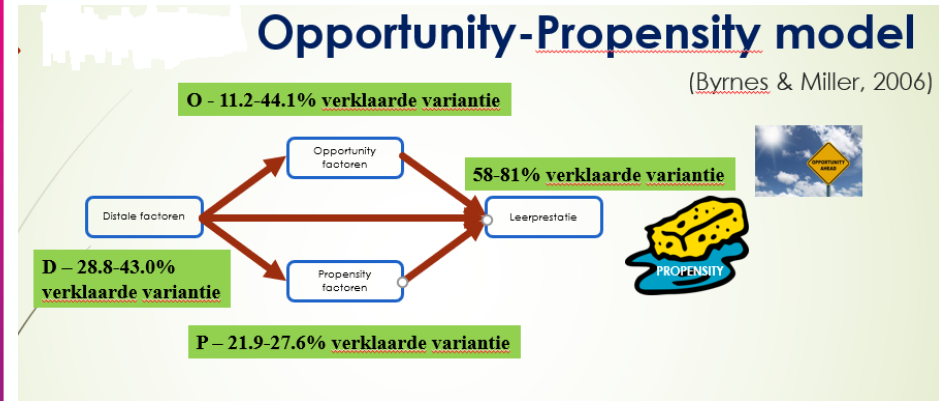 Opportunity-Propensity model
(Byrnes & Miller, 2006)
O - 11.2-44.1% verklaarde variantie
Opportunity
factoren
OPPORTUNITY
AHEAD
58-81% verklaarde variantie
Distale factoren
Leerprestatie
D – 28.8-43.0%
verklaarde variantie
Propensity
factoren
PROPENSITY
P – 21.9-27.6% verklaarde variantie